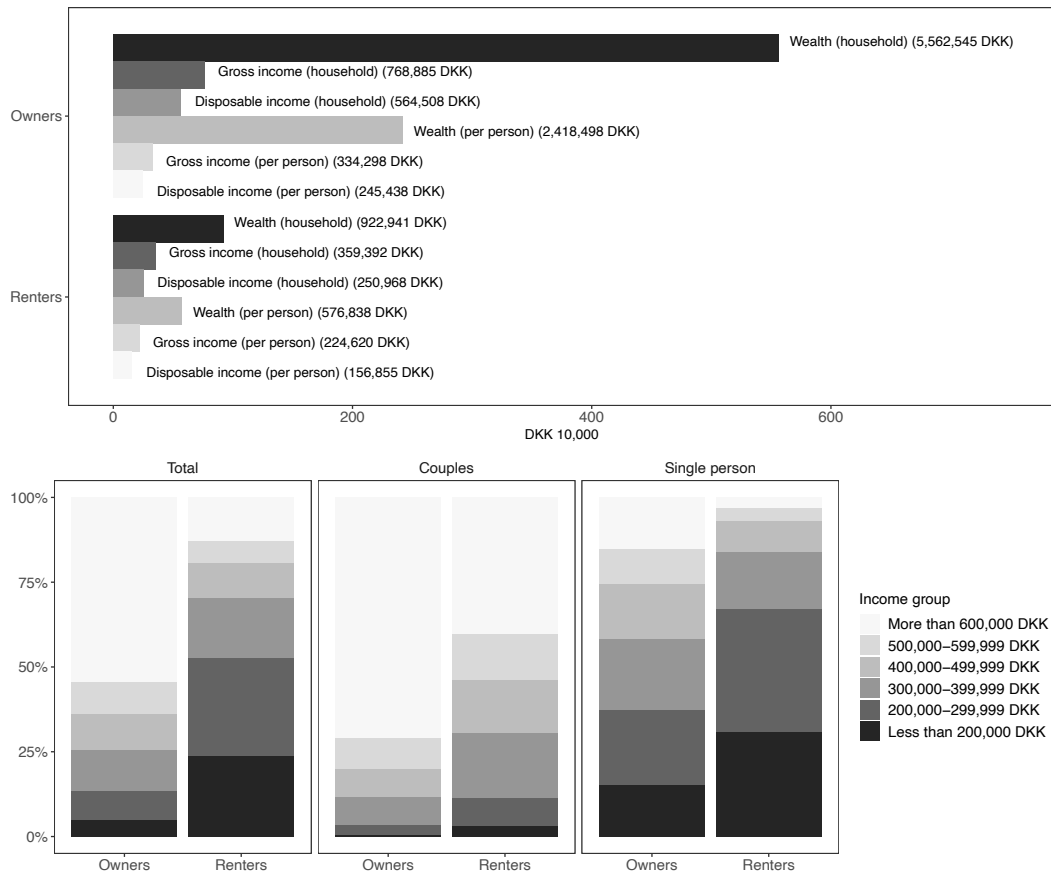 Owners
Wealth (household) (5,562,545 DKK)
Gross income (household) (768,885 DKK)
Disposable income (household) (564,508 DKK)
Wealth (per person) (2,418,498 DKK)
Gross income (per person) (334,298 DKK)
Disposable income (per person) (245,438 DKK)
Renters
Wealth (household) (922,941 DKK)
Gross income (household) (359,392 DKK)
Disposable income (household) (250,968 DKK)
Wealth (per person) (576,838 DKK)
Gross income (per person) (224,620 DKK)
Disposable income (per person) (156,855 DKK)
0 200 400 600
DKK 10,000
Total Couples Single person
100%
75%
50%
25%
0%
Owners Renters Owners Renters Owners Renters
Income group
More than 600,000 DKK
500,000–599,999 DKK
400,000–499,999 DKK
300,000–399,999 DKK
200,000–299,999 DKK
Less than 200,000 DKK